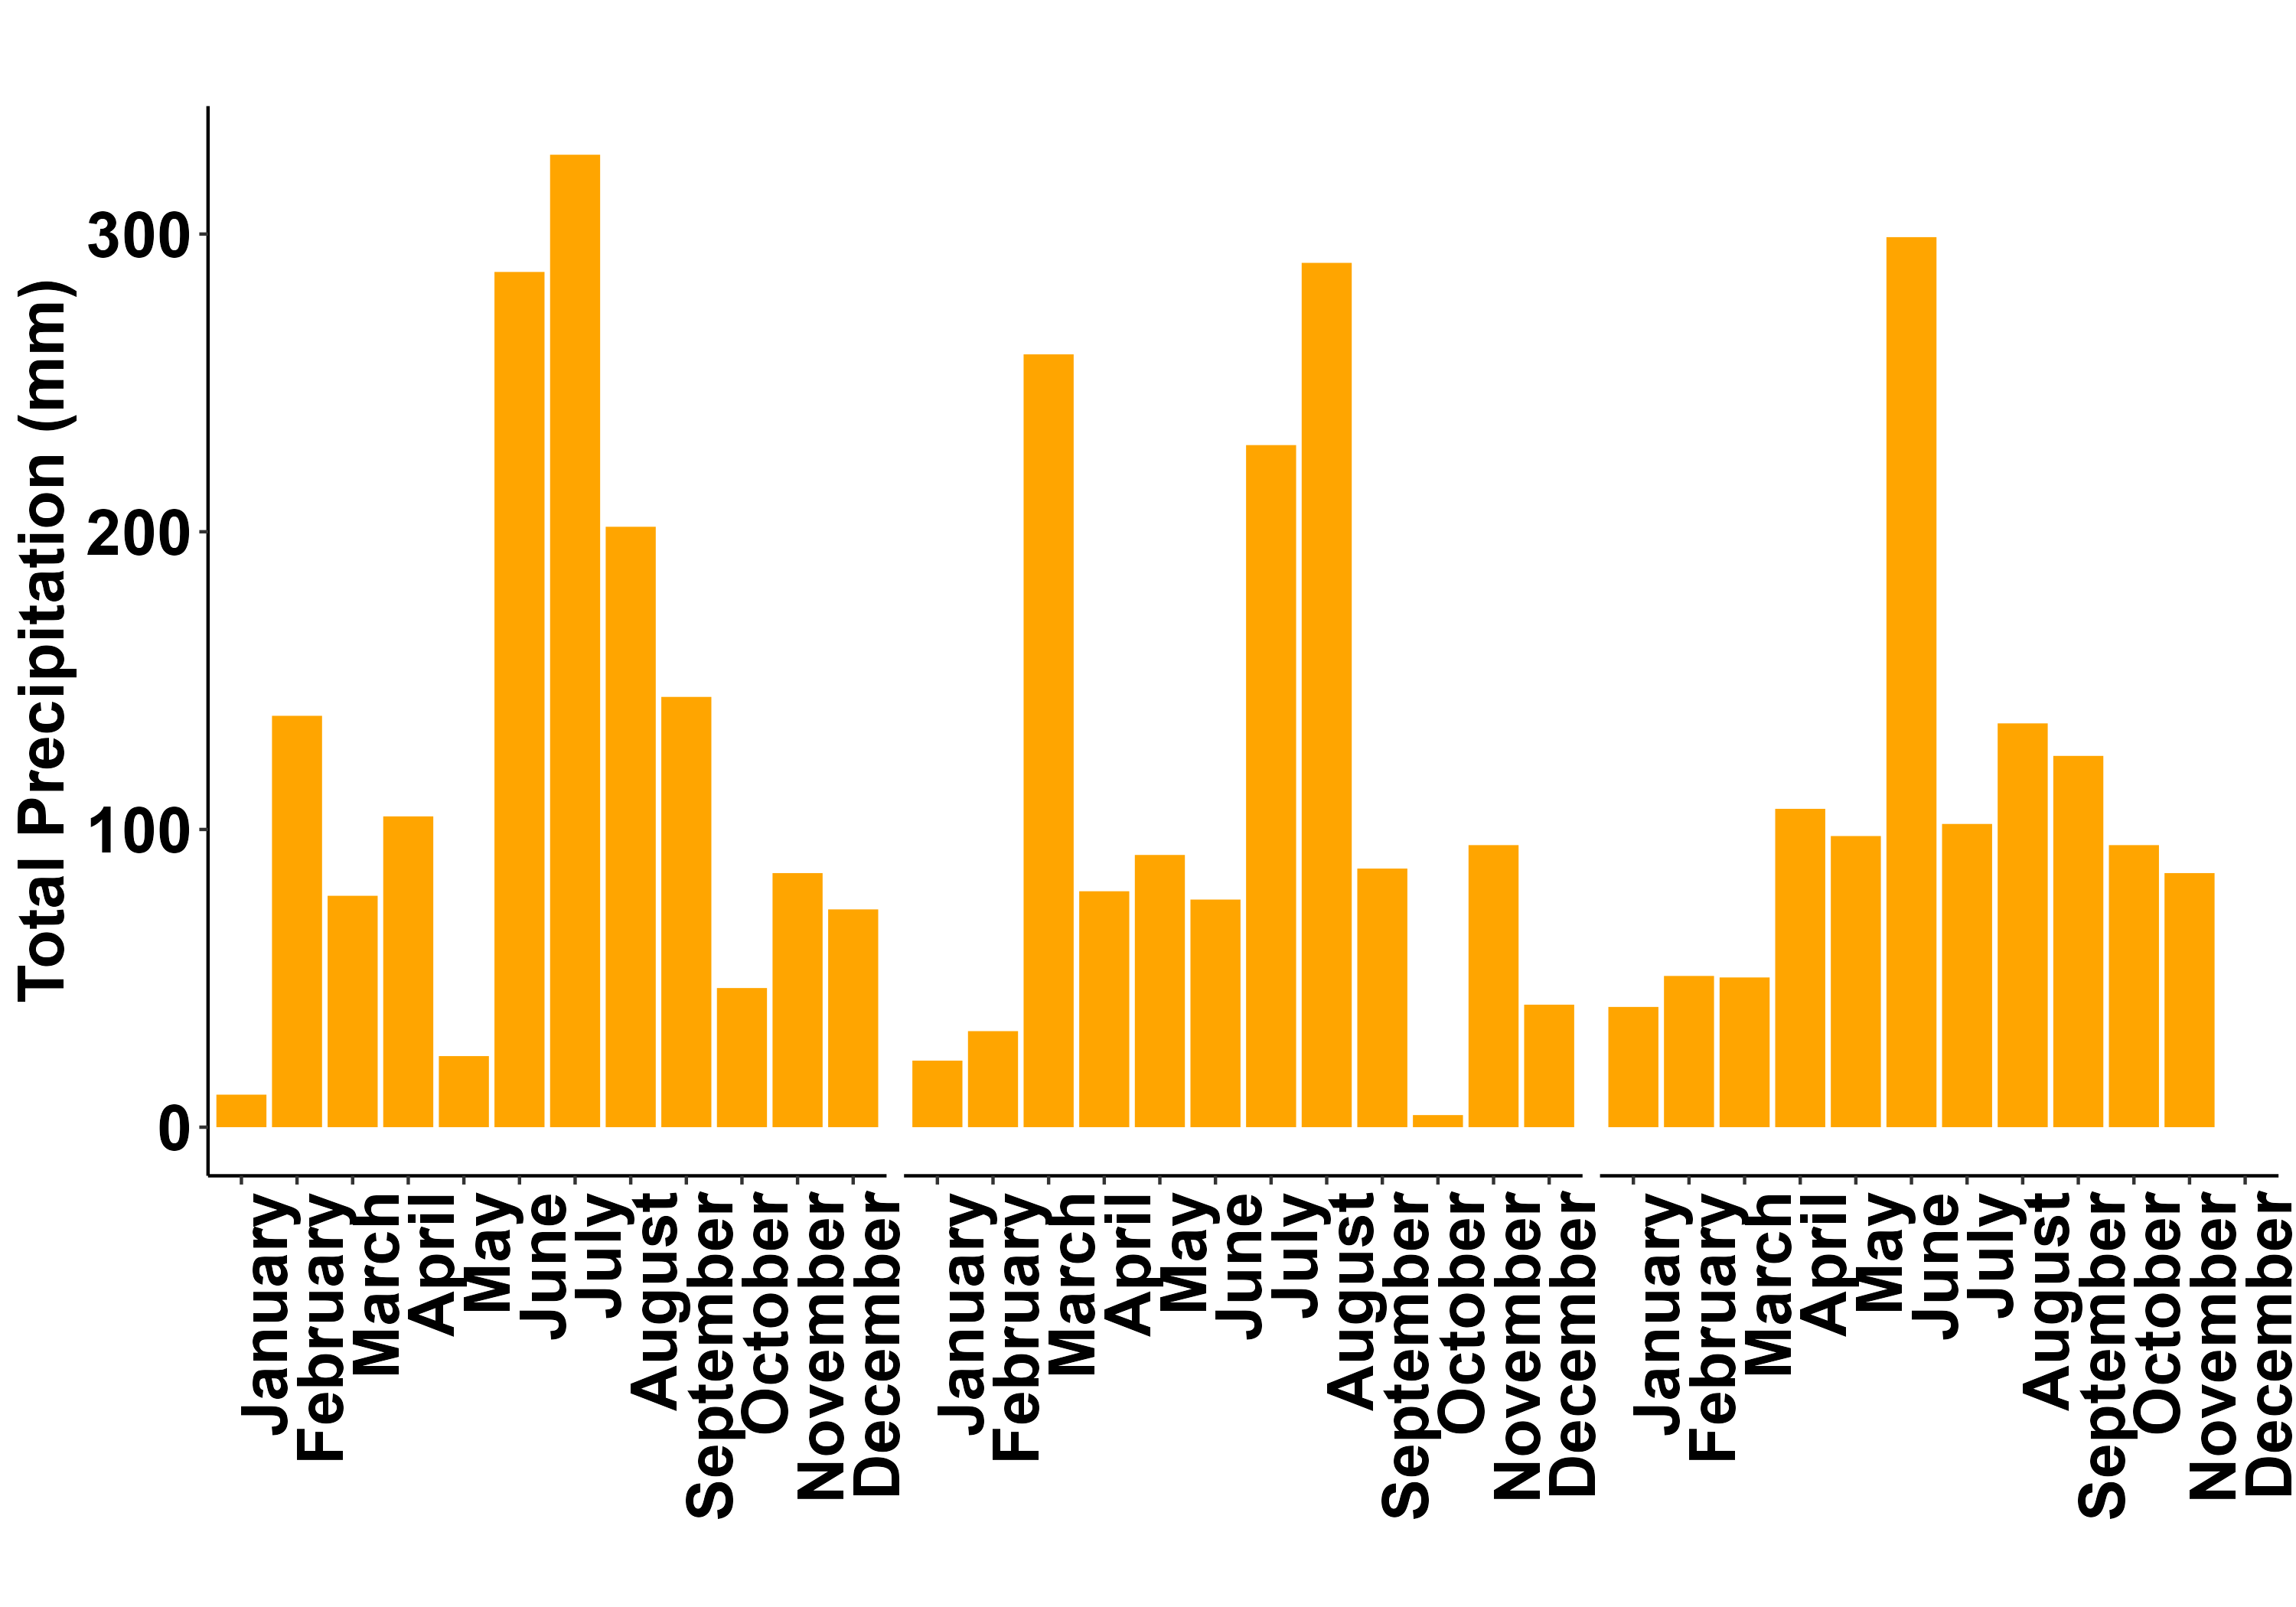 Total Precipitation (mm)
300
200
100
0
January
February
March
April
May
June
July
August
September
October
November
December
January
February
March
April
May
June
July
August
September
October
November
December
January
February
March
April
May
June
July
August
September
October
November
December